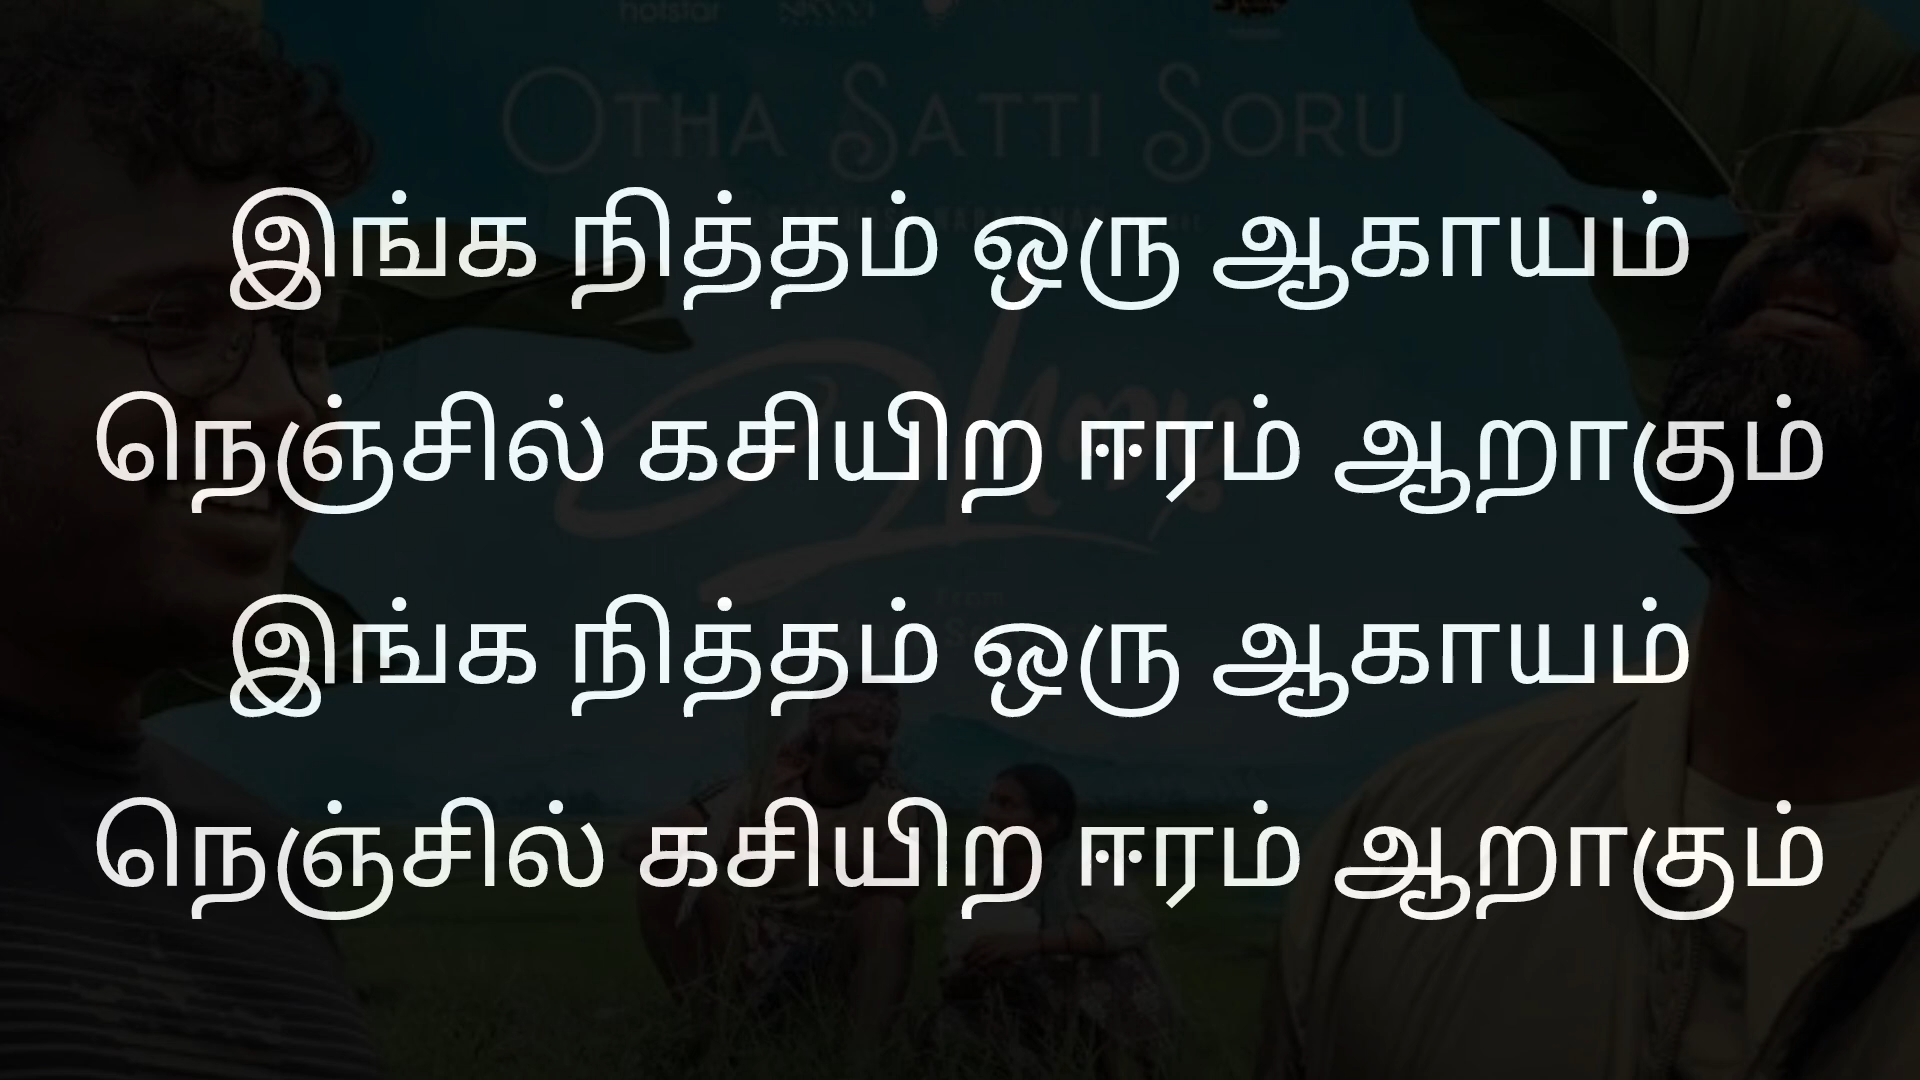 hotstar
OTHA SATTI SORU
இங்க நித்தம் ஒரு ஆகாயம்
நெஞ்சில் கசியிற ஈரம் ஆறாகும்
இங்க நித்தம் ஒரு ஆகாயம்
நெஞ்சில் கசியிற ஈரம் ஆறாகும்